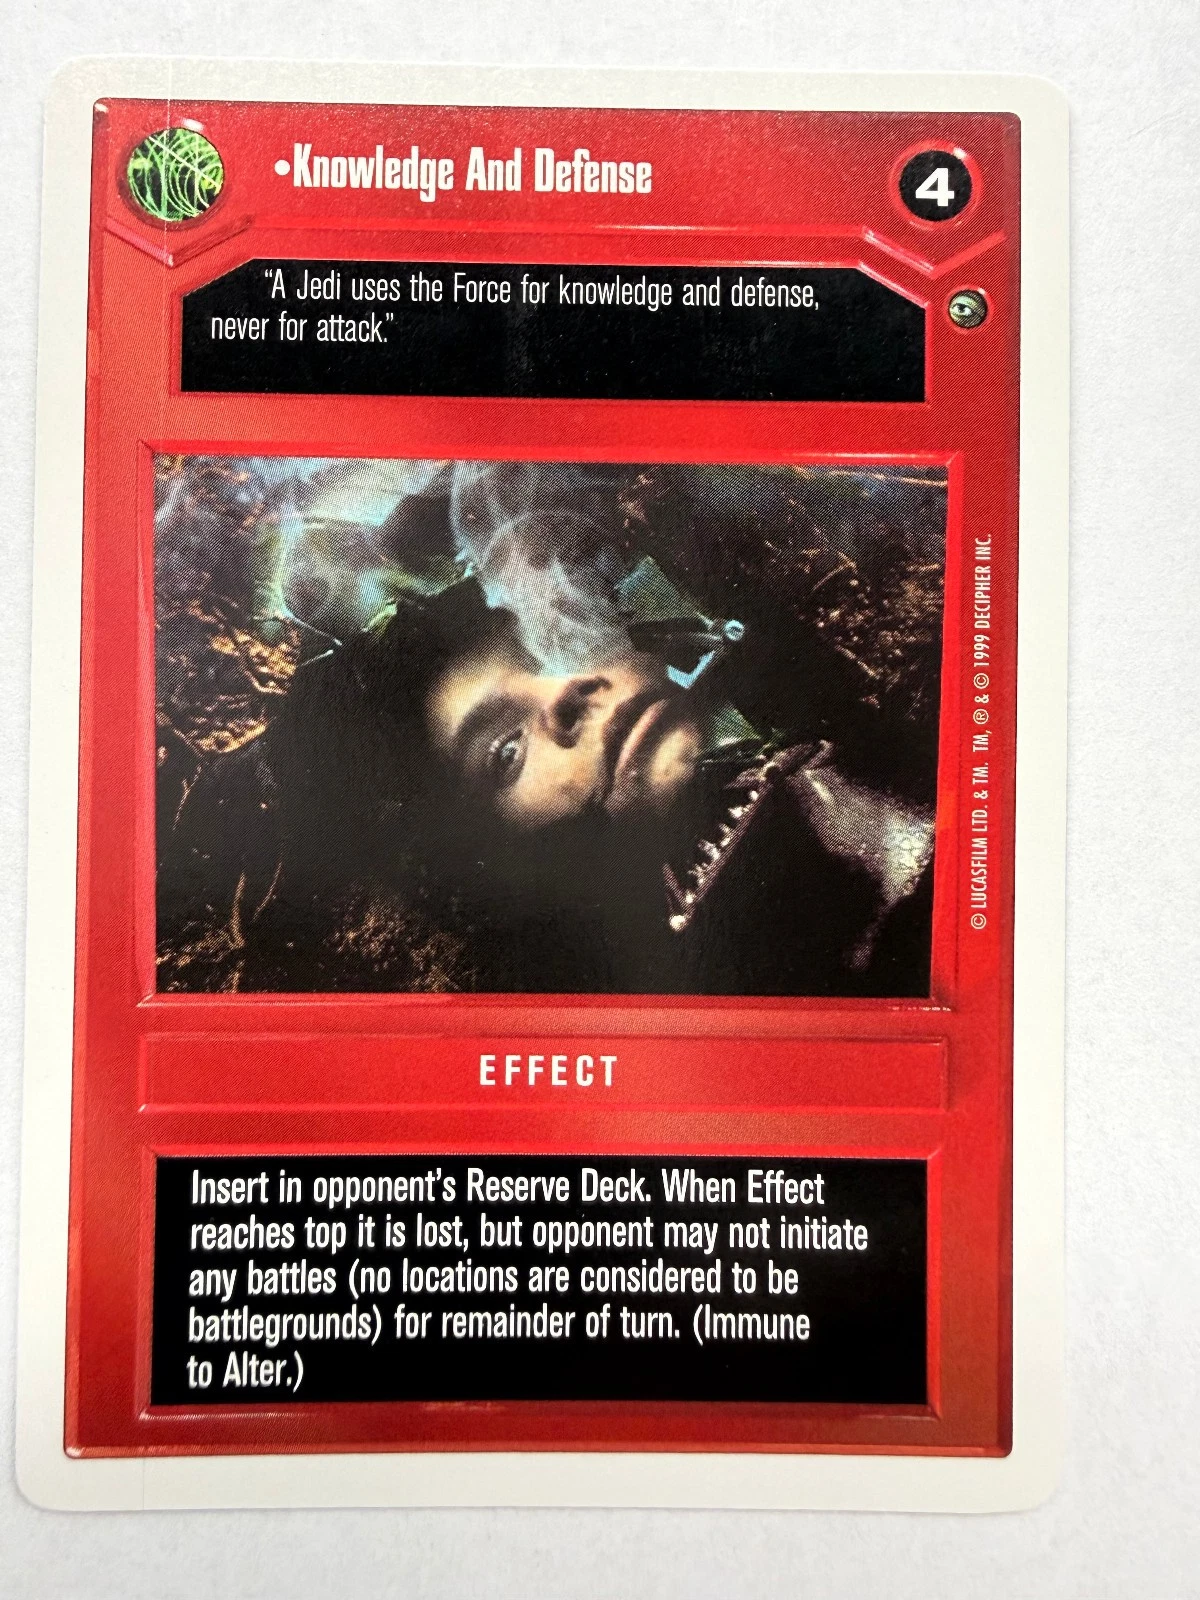 •Knowledge And Defense
4
“A Jedi uses the Force for knowledge and defense,
never for attack.”
© LUCASFILM LTD. & TM. TM, ® & © 1999 DECIPHER INC.
EFFECT
Insert in opponent’s Reserve Deck. When Effect
reaches top it is lost, but opponent may not initiate
any battles (no locations are considered to be
battlegrounds) for remainder of turn. (Immune
to Alter.)